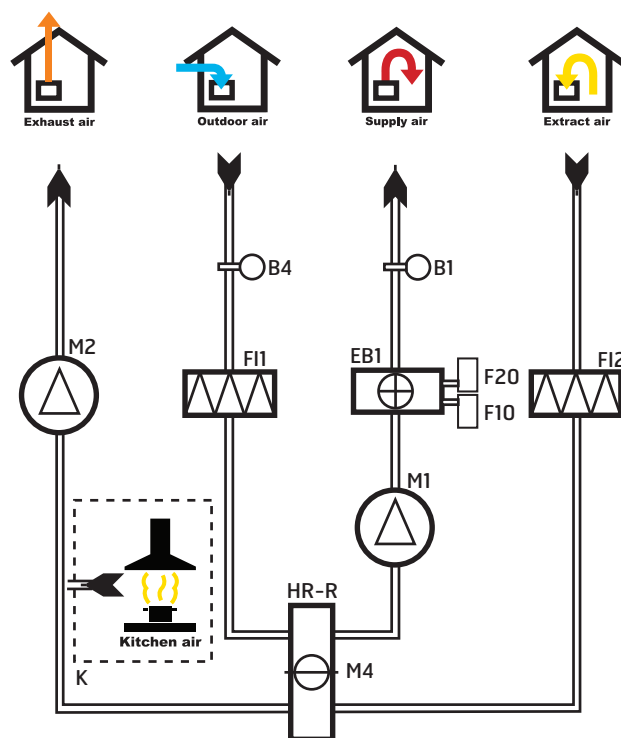 Exhaust air
Outdoor air
Supply air
Extract air
B4
B1
M2
FI1
EB1
F20
FI2
F10
M1
HR-R
Kitchen air
K
M4